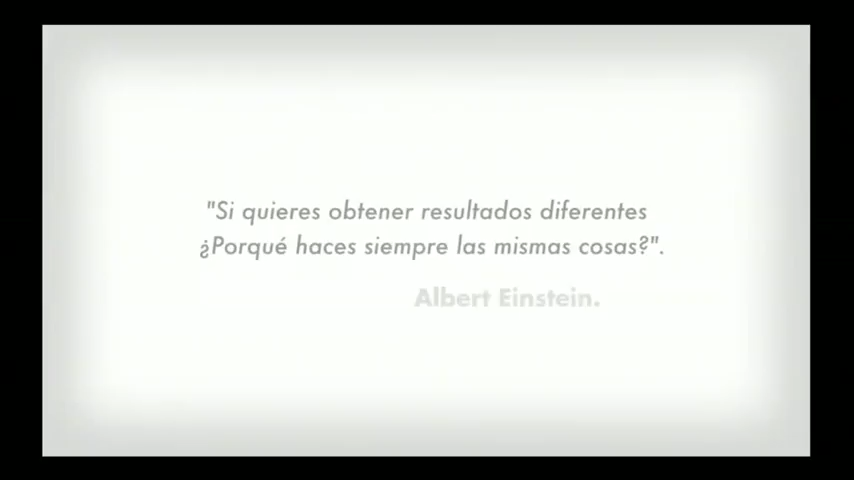 "Si quieres obtener resultados diferentes
¿Porqué haces siempre las mismas cosas?".
Albert Einstein.